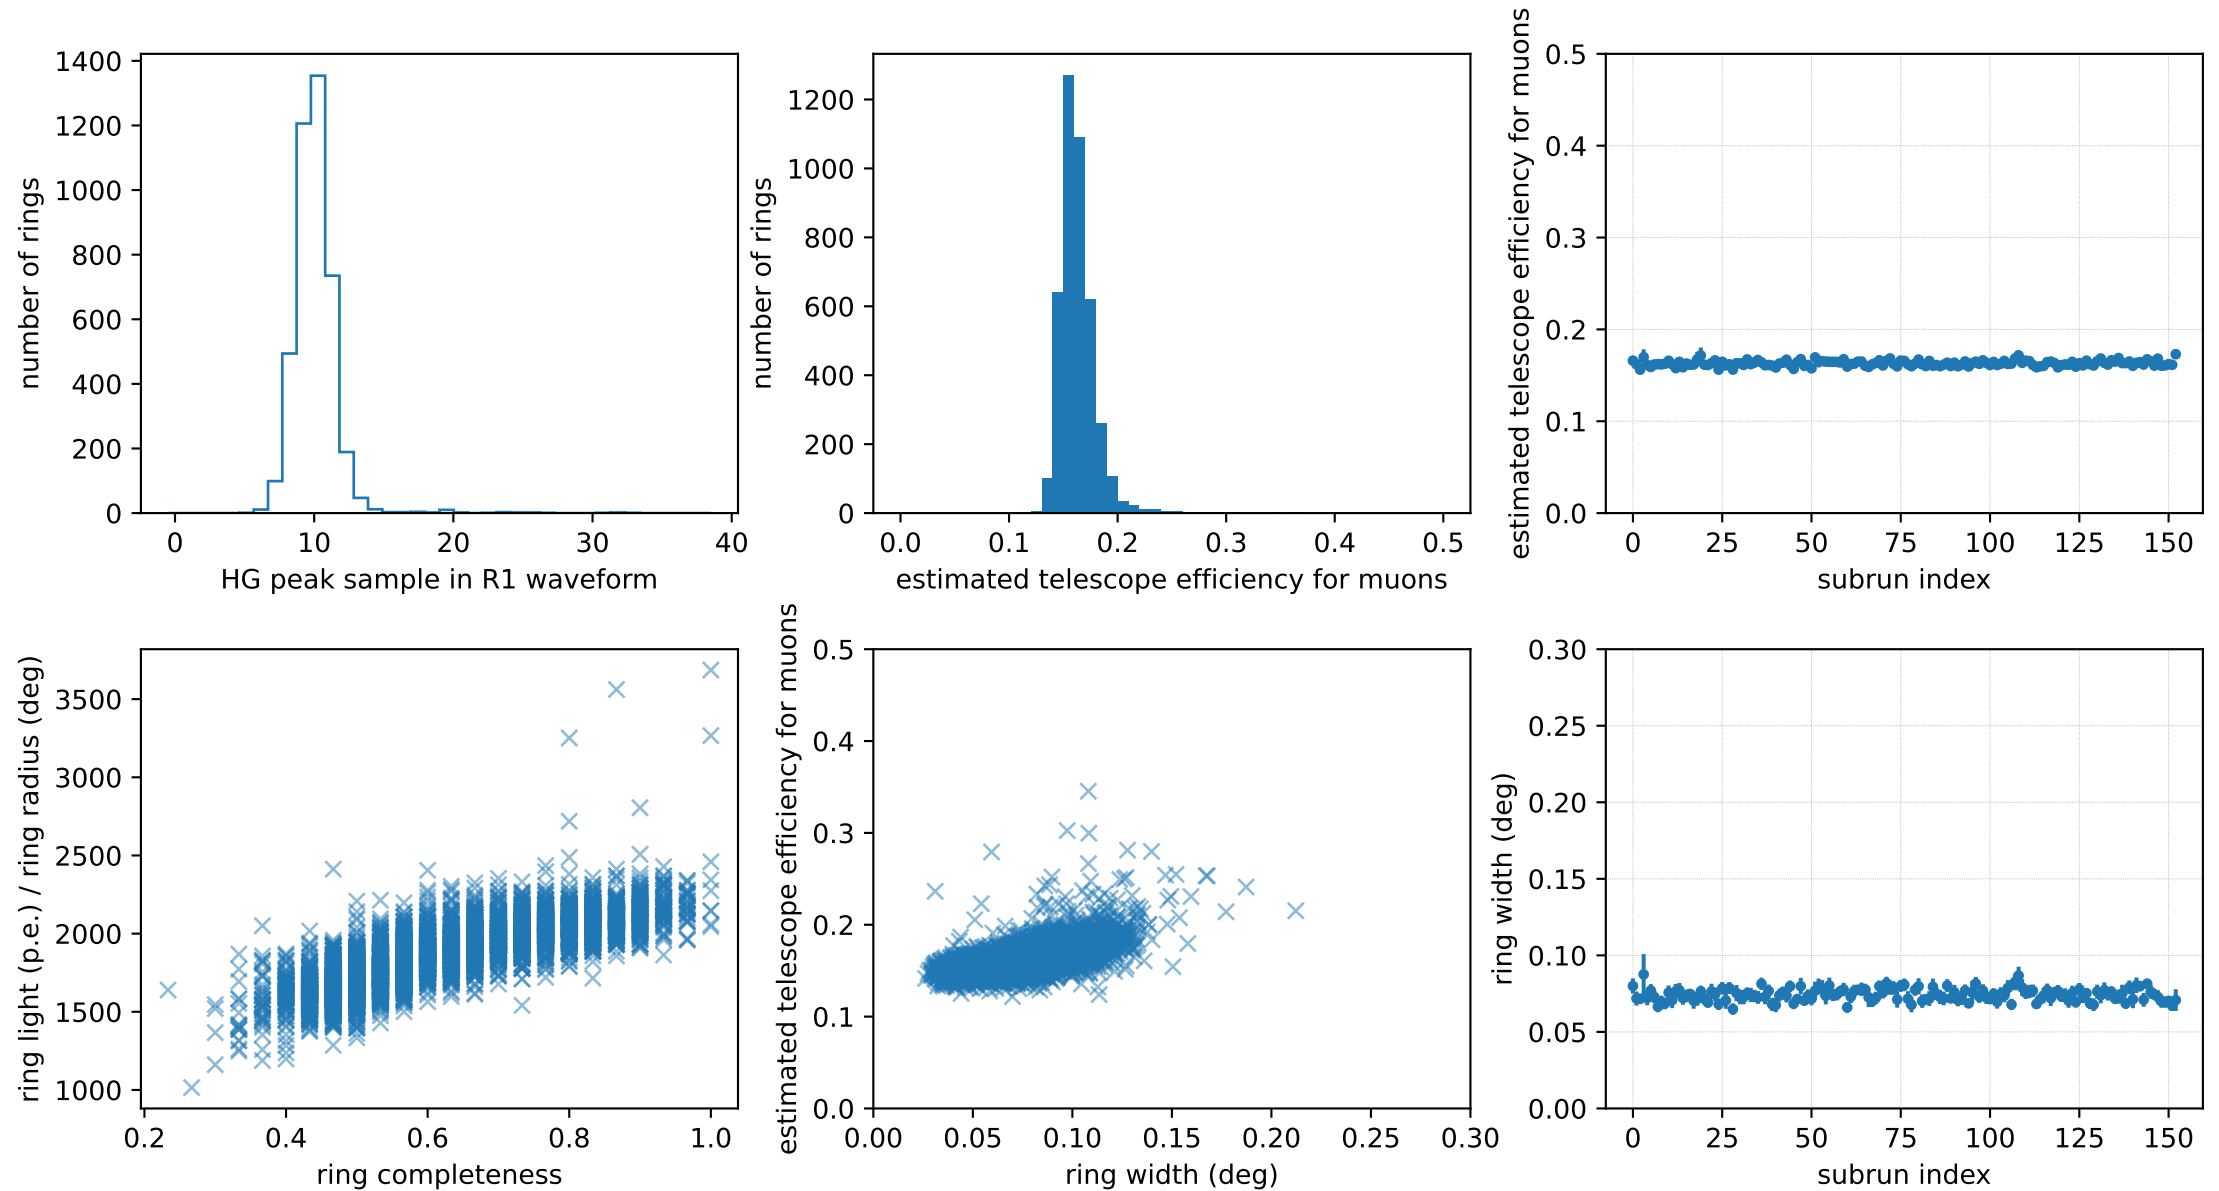 number of rings
1400
1200
1000
800
600
400
200
0
0 10 20 30 40
HG peak sample in R1 waveform
number of rings
1200
1000
800
600
400
200
0
0.0 0.1 0.2 0.3 0.4 0.5
estimated telescope efficiency for muons
estimated telescope efficiency for muons
0.5
0.4
0.3
0.2
0.1
0.0
0 25 50 75 100 125 150
subrun index
ring light (p.e.) / ring radius (deg)
3500
3000
2500
2000
1500
1000
0.2 0.4 0.6 0.8 1.0
ring completeness
estimated telescope efficiency for muons
0.5
0.4
0.3
0.2
0.1
0.0
0.00 0.05 0.10 0.15 0.20 0.25 0.30
ring width (deg)
ring width (deg)
0.30
0.25
0.20
0.15
0.10
0.05
0.00
0 25 50 75 100 125 150
subrun index